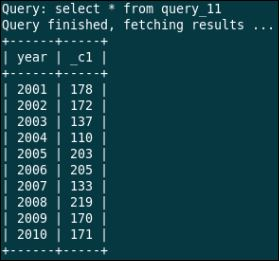 Query: select * from query_11
Query finished, fetching results ...
+------+-----+
| year | _c1 |
+------+-----+
| 2001 | 178 |
| 2002 | 172 |
| 2003 | 137 |
| 2004 | 110 |
| 2005 | 203 |
| 2006 | 205 |
| 2007 | 133 |
| 2008 | 219 |
| 2009 | 170 |
| 2010 | 171 |
+------+-----+